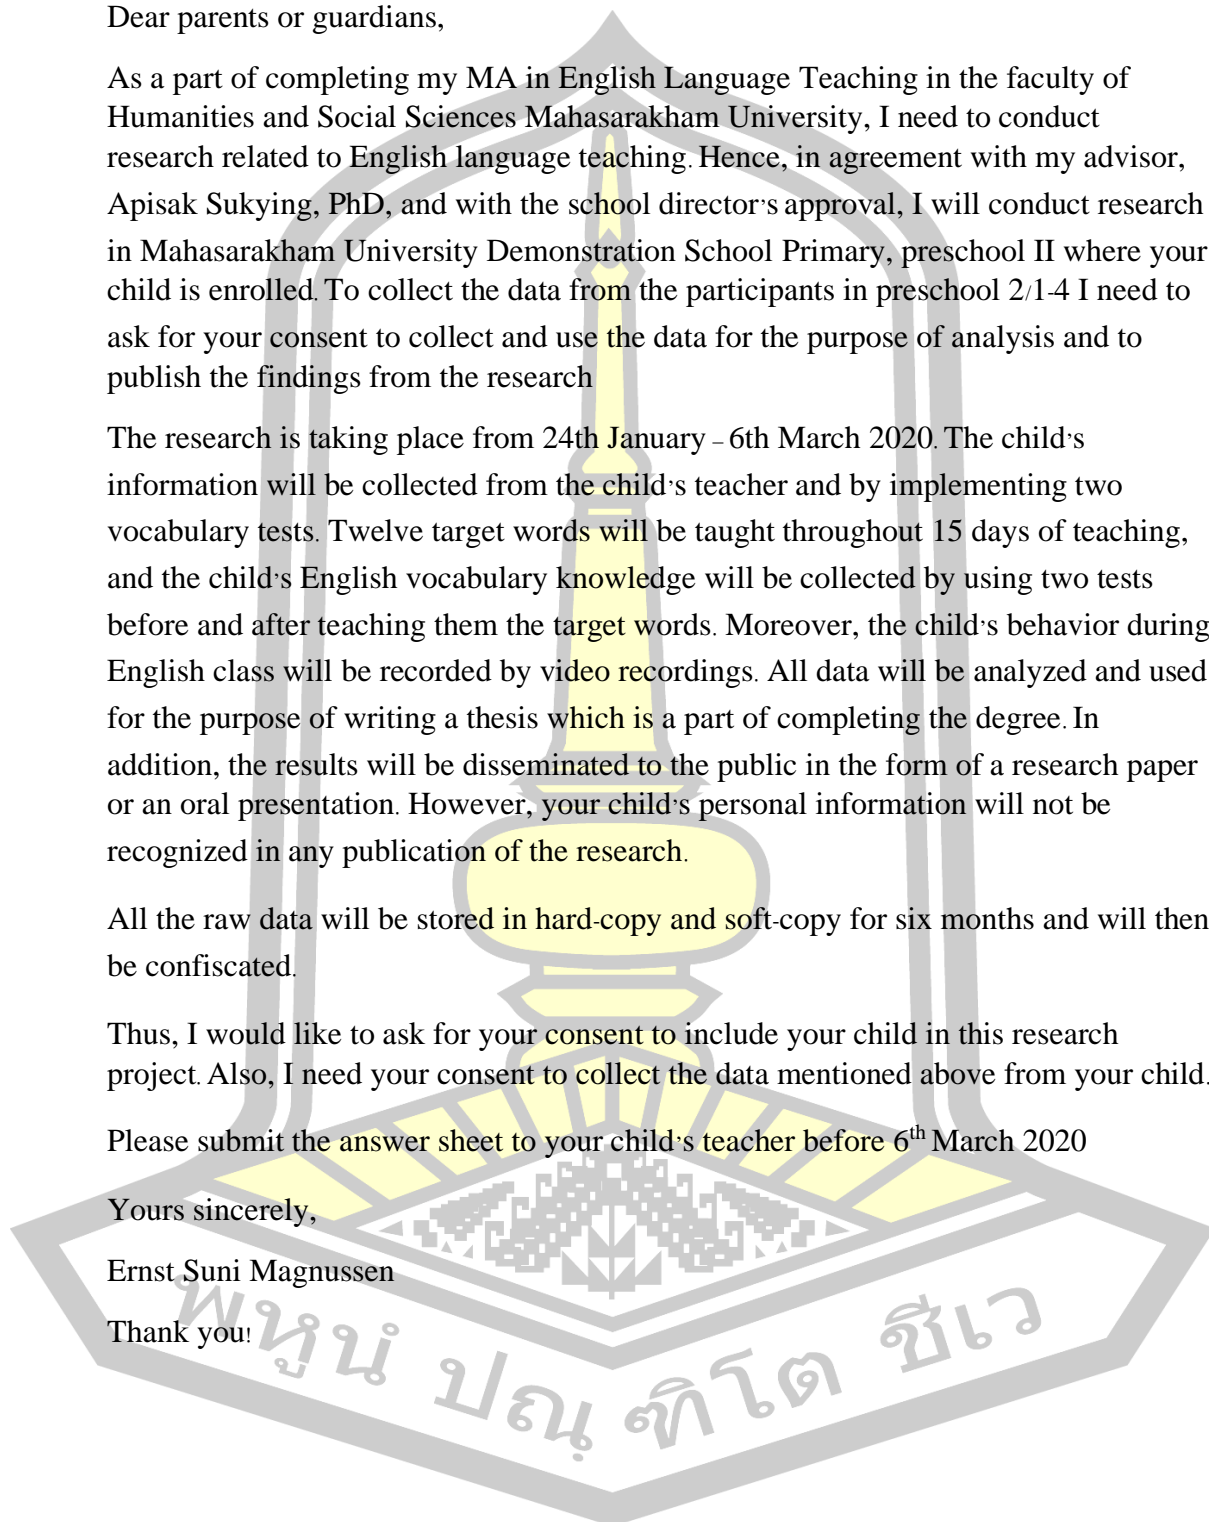 Dear parents or guardians,
As a part of completing my MA in English Language Teaching in the faculty of
Humanities and Social Sciences Mahasarakham University, I need to conduct
research related to English language teaching. Hence, in agreement with my advisor,
Apisak Sukying, PhD, and with the school director's approval, I will conduct research
in Mahasarakham University Demonstration School Primary, preschool II where your
child is enrolled. To collect the data from the participants in preschool 2/1-4 I need to
ask for your consent to collect and use the data for the purpose of analysis and to
publish the findings from the research
The research is taking place from 24th January – 6th March 2020. The child's
information will be collected from the child's teacher and by implementing two
vocabulary tests. Twelve target words will be taught throughout 15 days of teaching,
and the child's English vocabulary knowledge will be collected by using two tests
before and after teaching them the target words. Moreover, the child's behavior during
English class will be recorded by video recordings. All data will be analyzed and used
for the purpose of writing a thesis which is a part of completing the degree. In
addition, the results will be disseminated to the public in the form of a research paper
or an oral presentation. However, your child's personal information will not be
recognized in any publication of the research.
All the raw data will be stored in hard-copy and soft-copy for six months and will then
be confiscated.
Thus, I would like to ask for your consent to include your child in this research
project. Also, I need your consent to collect the data mentioned above from your child.
Please submit the answer sheet to your child's teacher before 6th March 2020
Yours sincerely,
Ernst Suni Magnussen
Thank you!
พหูนํ ปณฺฑิโต ชีเว